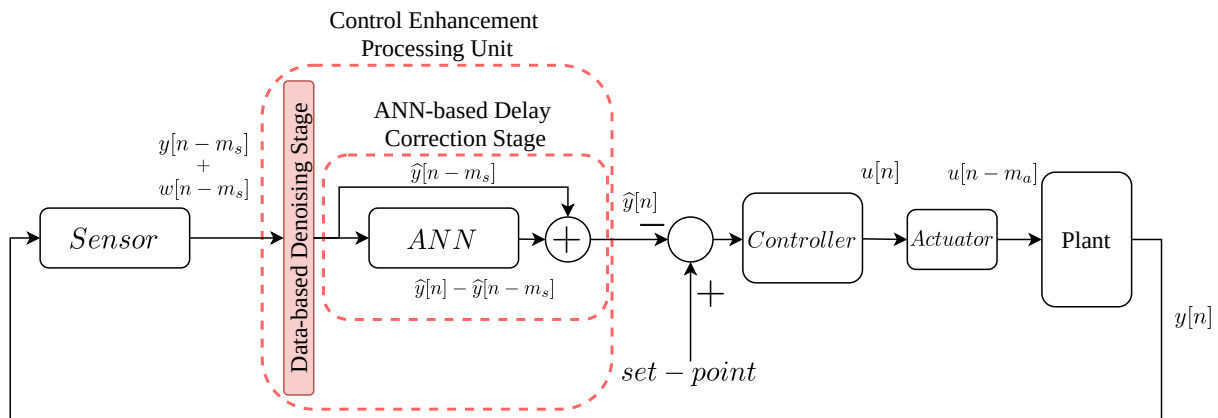 Control Enhancement
Processing Unit
ANN-based Delay
Correction Stage
Data-based Denoising Stage
y[n − m_s]
+
w[n − m_s]
ŷ[n − m_s]
Sensor
ANN
+
ŷ[n] − ŷ[n − m_s]
ŷ[n]
−
+
set − point
Controller
u[n]
Actuator
u[n − m_a]
Plant
y[n]